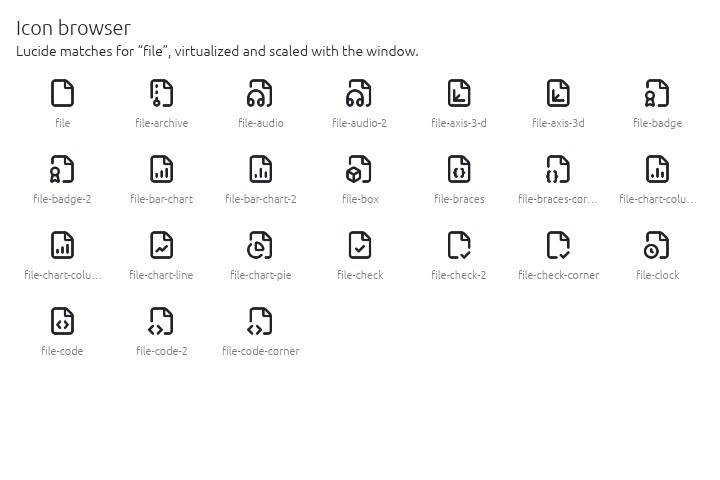 Icon browser
Lucide matches for “file”, virtualized and scaled with the window.
file file-archive file-audio file-audio-2 file-axis-3-d file-axis-3d file-badge
file-badge-2 file-bar-chart file-bar-chart-2 file-box file-braces file-braces-cor... file-chart-colu...
file-chart-colu... file-chart-line file-chart-pie file-check file-check-2 file-check-corner file-clock
file-code file-code-2 file-code-corner